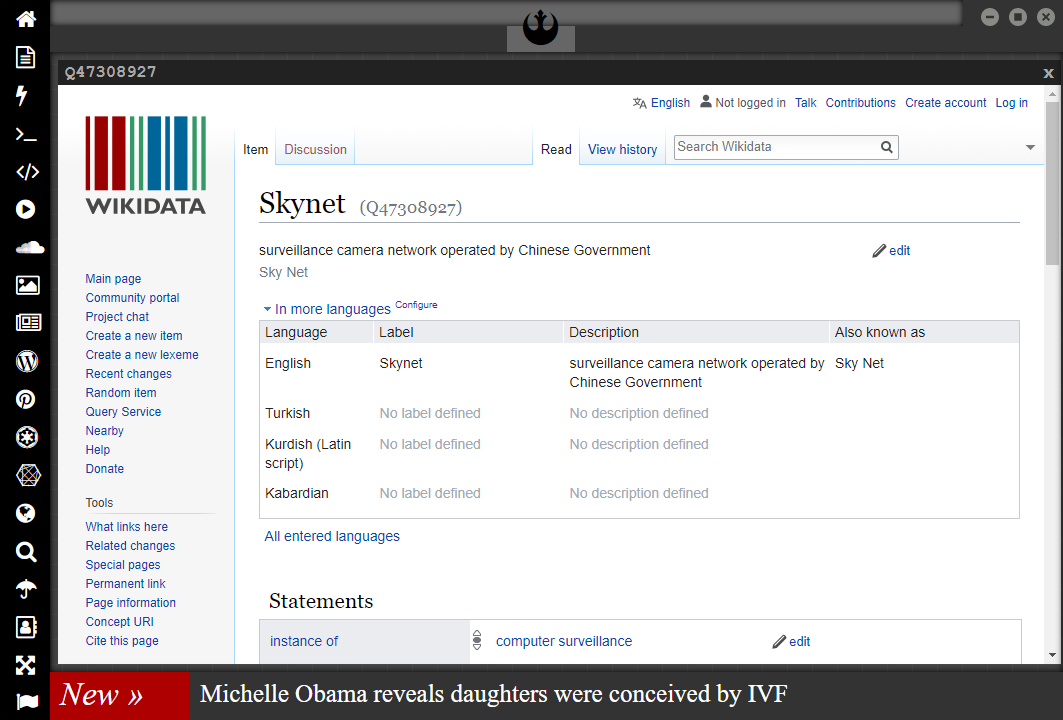 Q47308927
x
English Not logged in Talk Contributions Create account Log in
WIKIDATA
Item Discussion Read View history Search Wikidata
Main page
Community portal
Project chat
Create a new item
Create a new lexeme
Recent changes
Random item
Query Service
Nearby
Help
Donate
Tools
What links here
Related changes
Special pages
Permanent link
Page information
Concept URI
Cite this page
Skynet (Q47308927)
surveillance camera network operated by Chinese Government
edit
Sky Net
In more languages Configure
Language Label Description Also known as
English Skynet surveillance camera network operated by Sky Net
Chinese Government
Turkish No label defined No description defined
Kurdish (Latin No label defined No description defined
script)
Kabardian No label defined No description defined
All entered languages
Statements
instance of computer surveillance edit
New » Michelle Obama reveals daughters were conceived by IVF